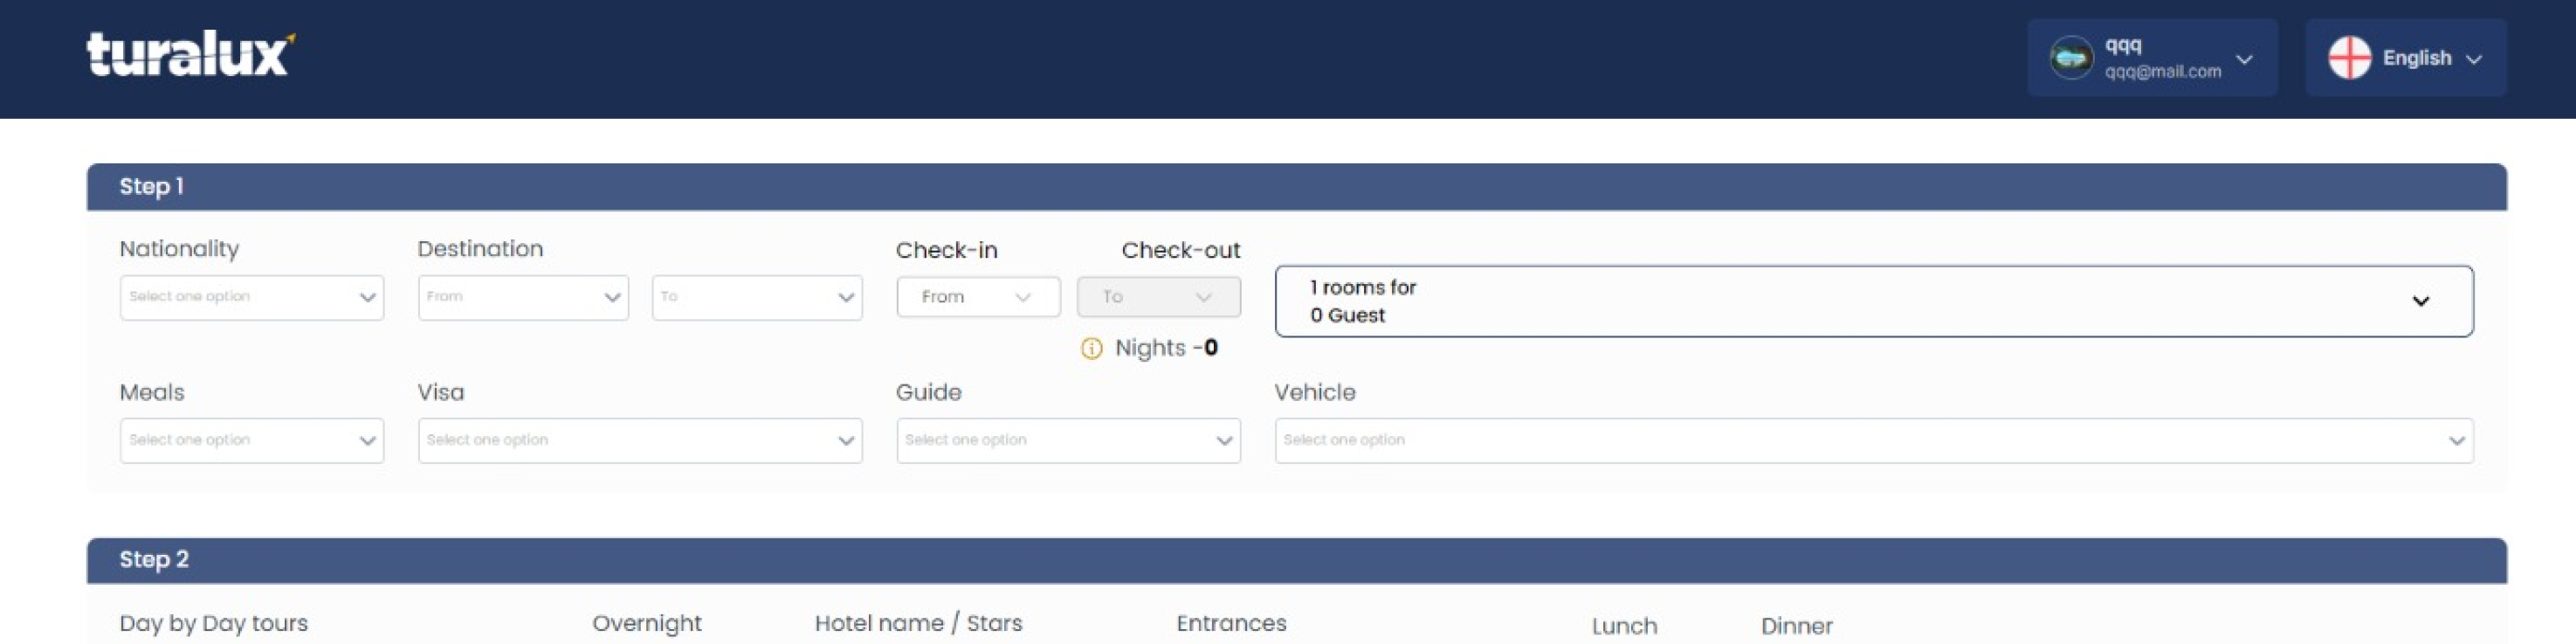 turalux
qqq
qqq@mail.com
English
Step 1
Nationality
Destination
Check-in
Check-out
Select one option
From
To
From
To
1 rooms for
0 Guest
Nights -0
Meals
Visa
Guide
Vehicle
Select one option
Select one option
Select one option
Select one option
Step 2
Day by Day tours
Overnight
Hotel name / Stars
Entrances
Lunch
Dinner